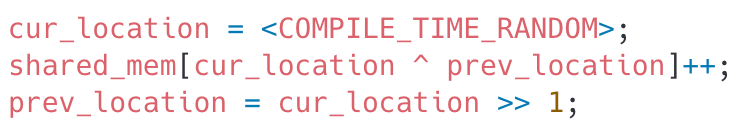 cur_location = <COMPILE_TIME_RANDOM>;
shared_mem[cur_location ^ prev_location]++;
prev_location = cur_location >> 1;